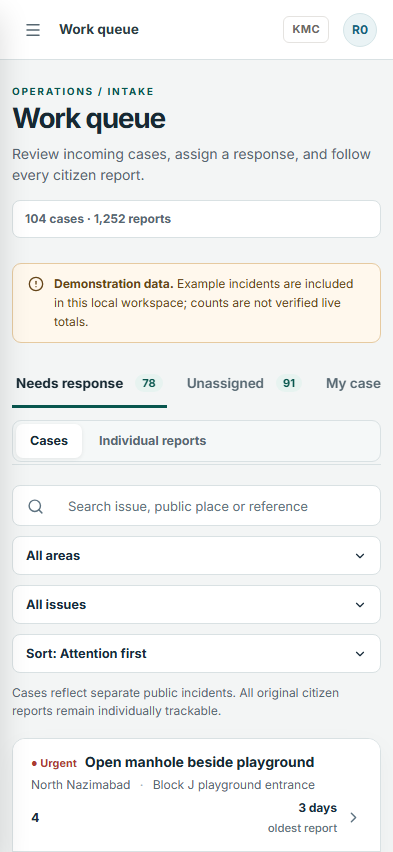 Work queue
KMC
R0
OPERATIONS / INTAKE
Work queue
Review incoming cases, assign a response, and follow
every citizen report.
104 cases · 1,252 reports
Demonstration data. Example incidents are included
in this local workspace; counts are not verified live
totals.
Needs response 78 Unassigned 91 My case
Cases Individual reports
Search issue, public place or reference
All areas
All issues
Sort: Attention first
Cases reflect separate public incidents. All original citizen
reports remain individually trackable.
• Urgent Open manhole beside playground
North Nazimabad · Block J playground entrance
4
3 days
oldest report